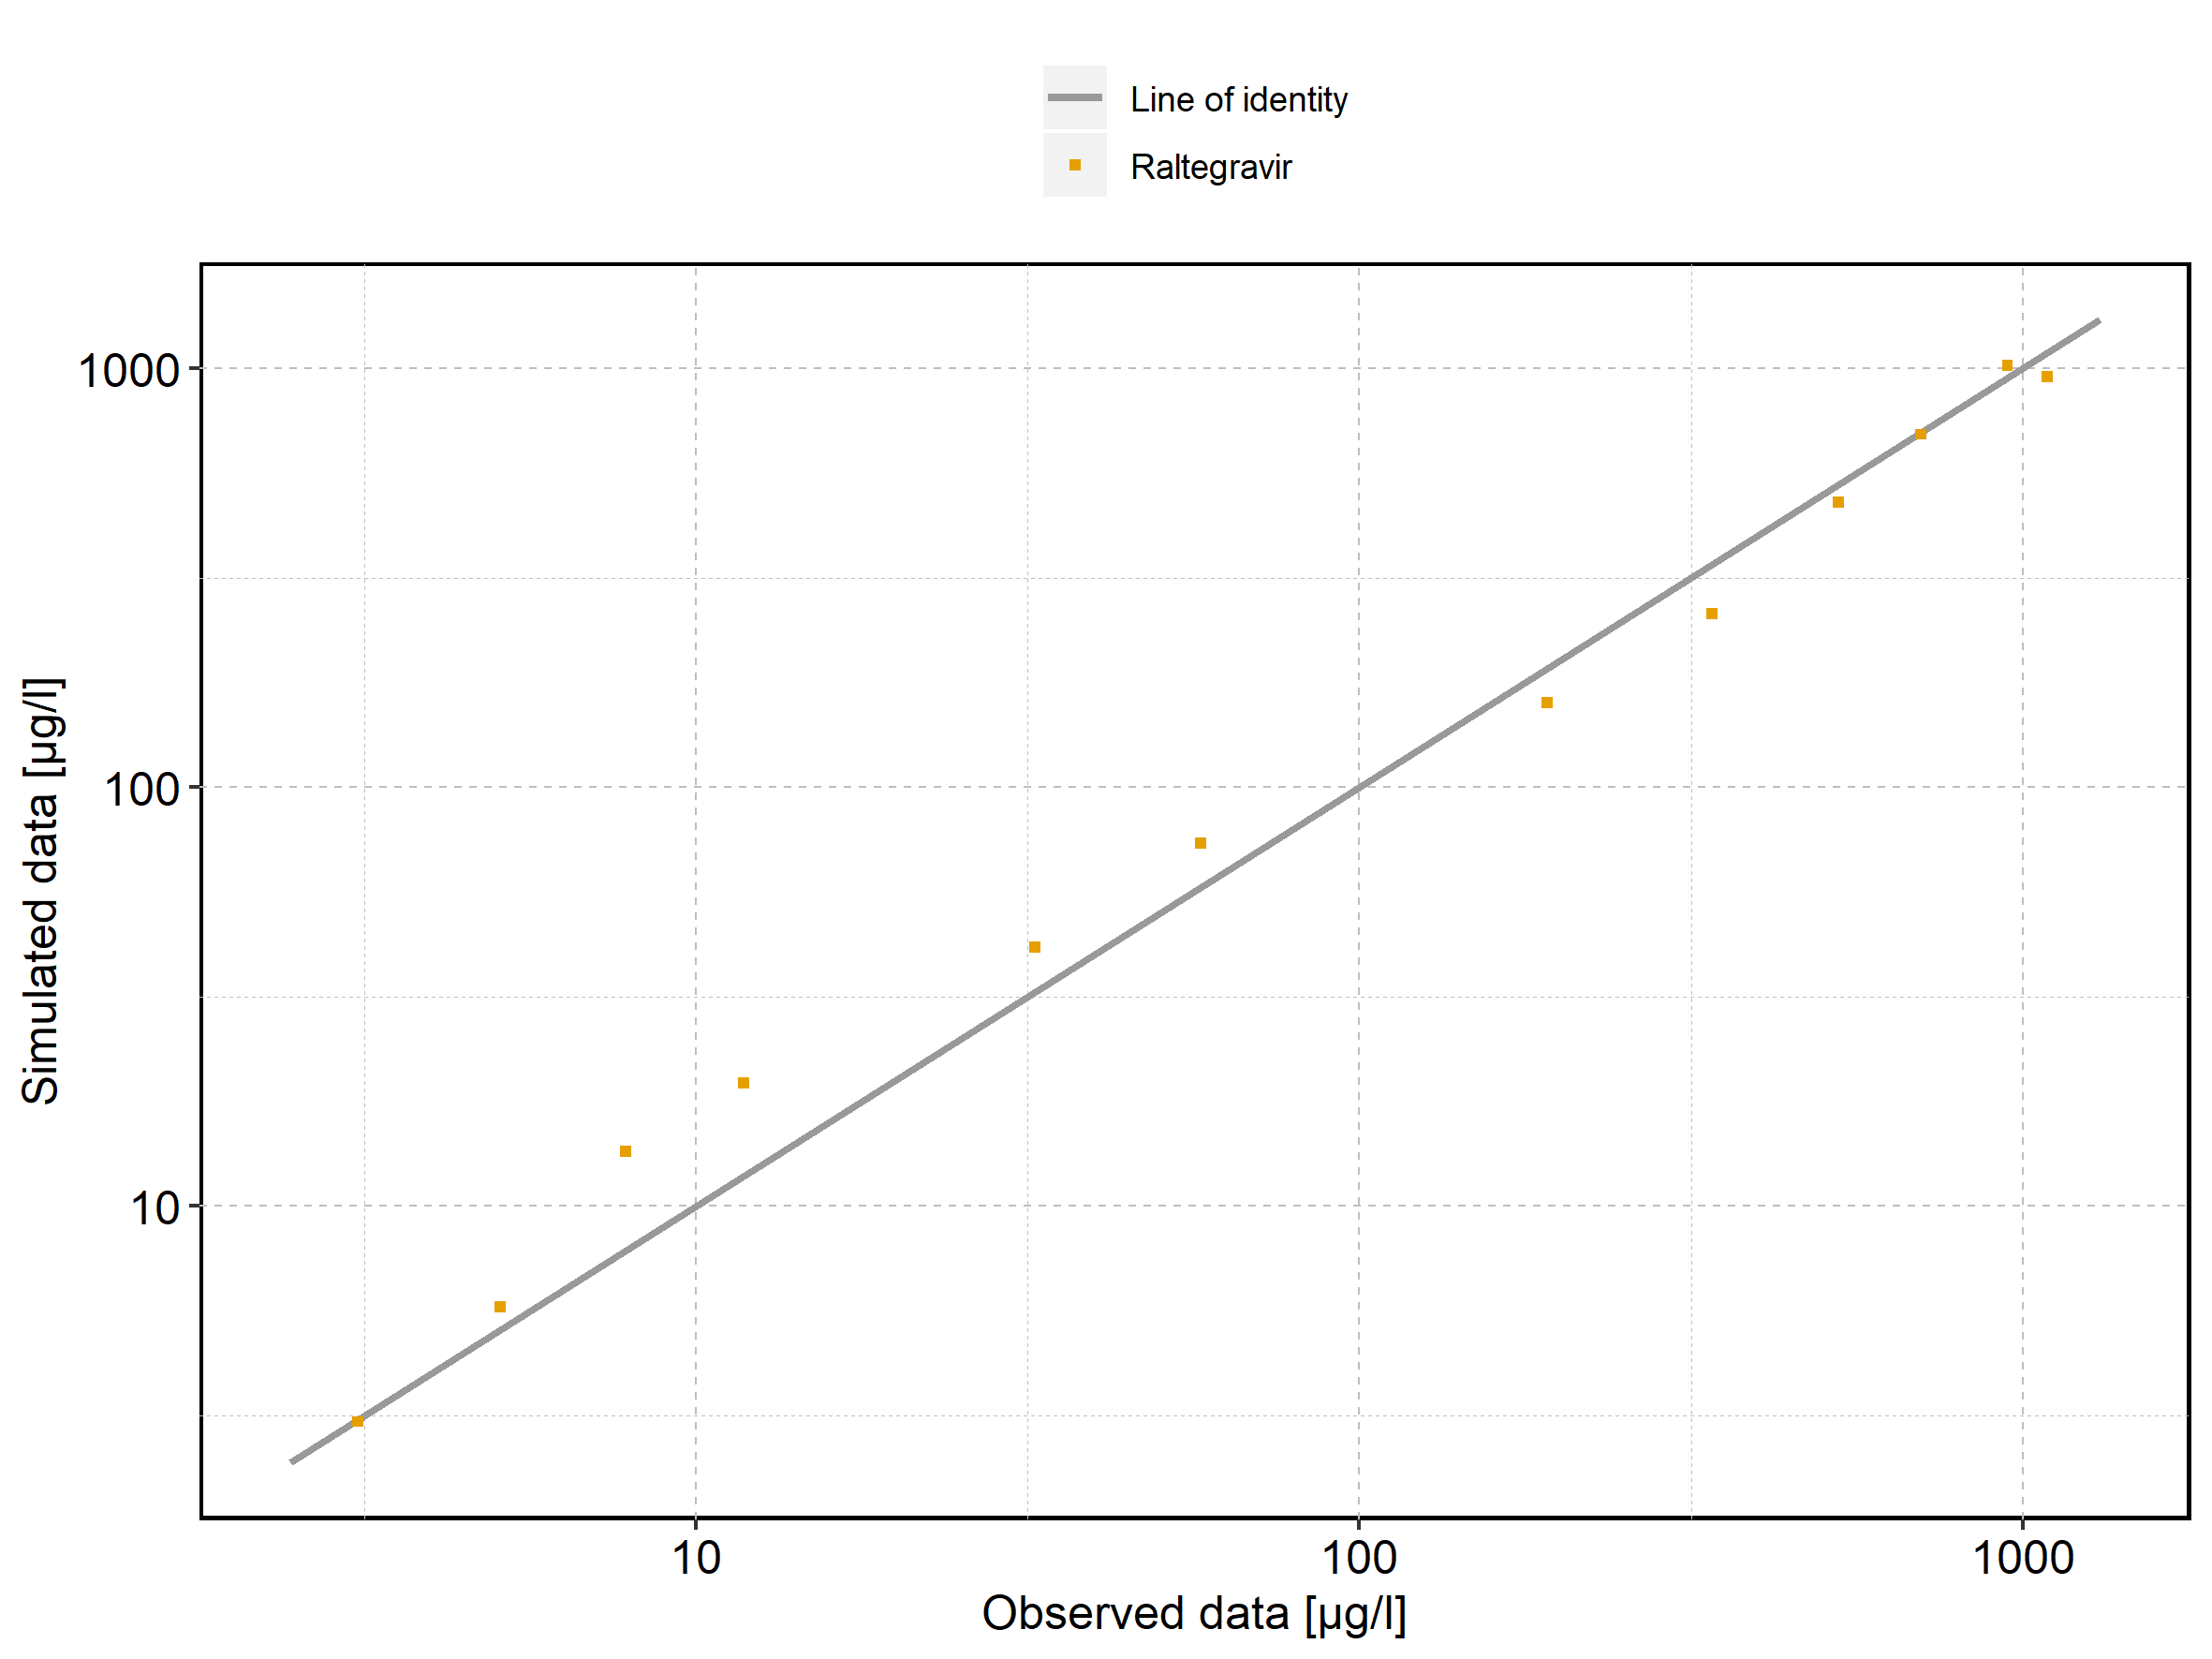 Line of identity
Raltegravir
Simulated data [µg/l]
1000
100
10
10
100
1000
Observed data [µg/l]